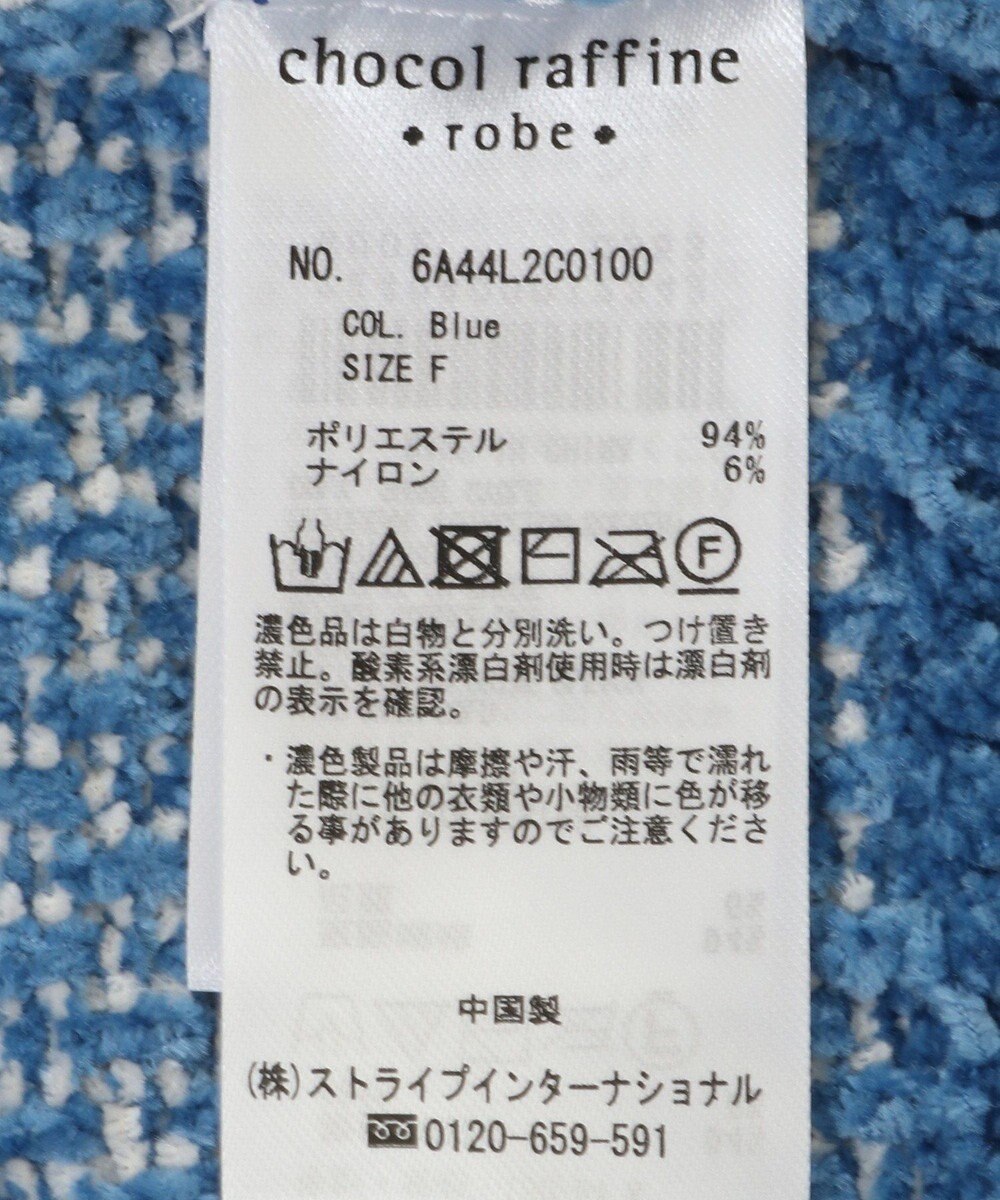 chocol raffine
robe
NO. 6A44L2C0100
COL. Blue
SIZE F
ポリエステル 94%
ナイロン 6%
F
濃色品は白物と分別洗い。つけ置き
禁止。酸素系漂白剤使用時は漂白剤
の表示を確認。
・濃色製品は摩擦や汗、雨等で濡れ
た際に他の衣類や小物類に色が移
る事がありますのでご注意くださ
い。
中国製
(株)ストライプインターナショナル
0120-659-591